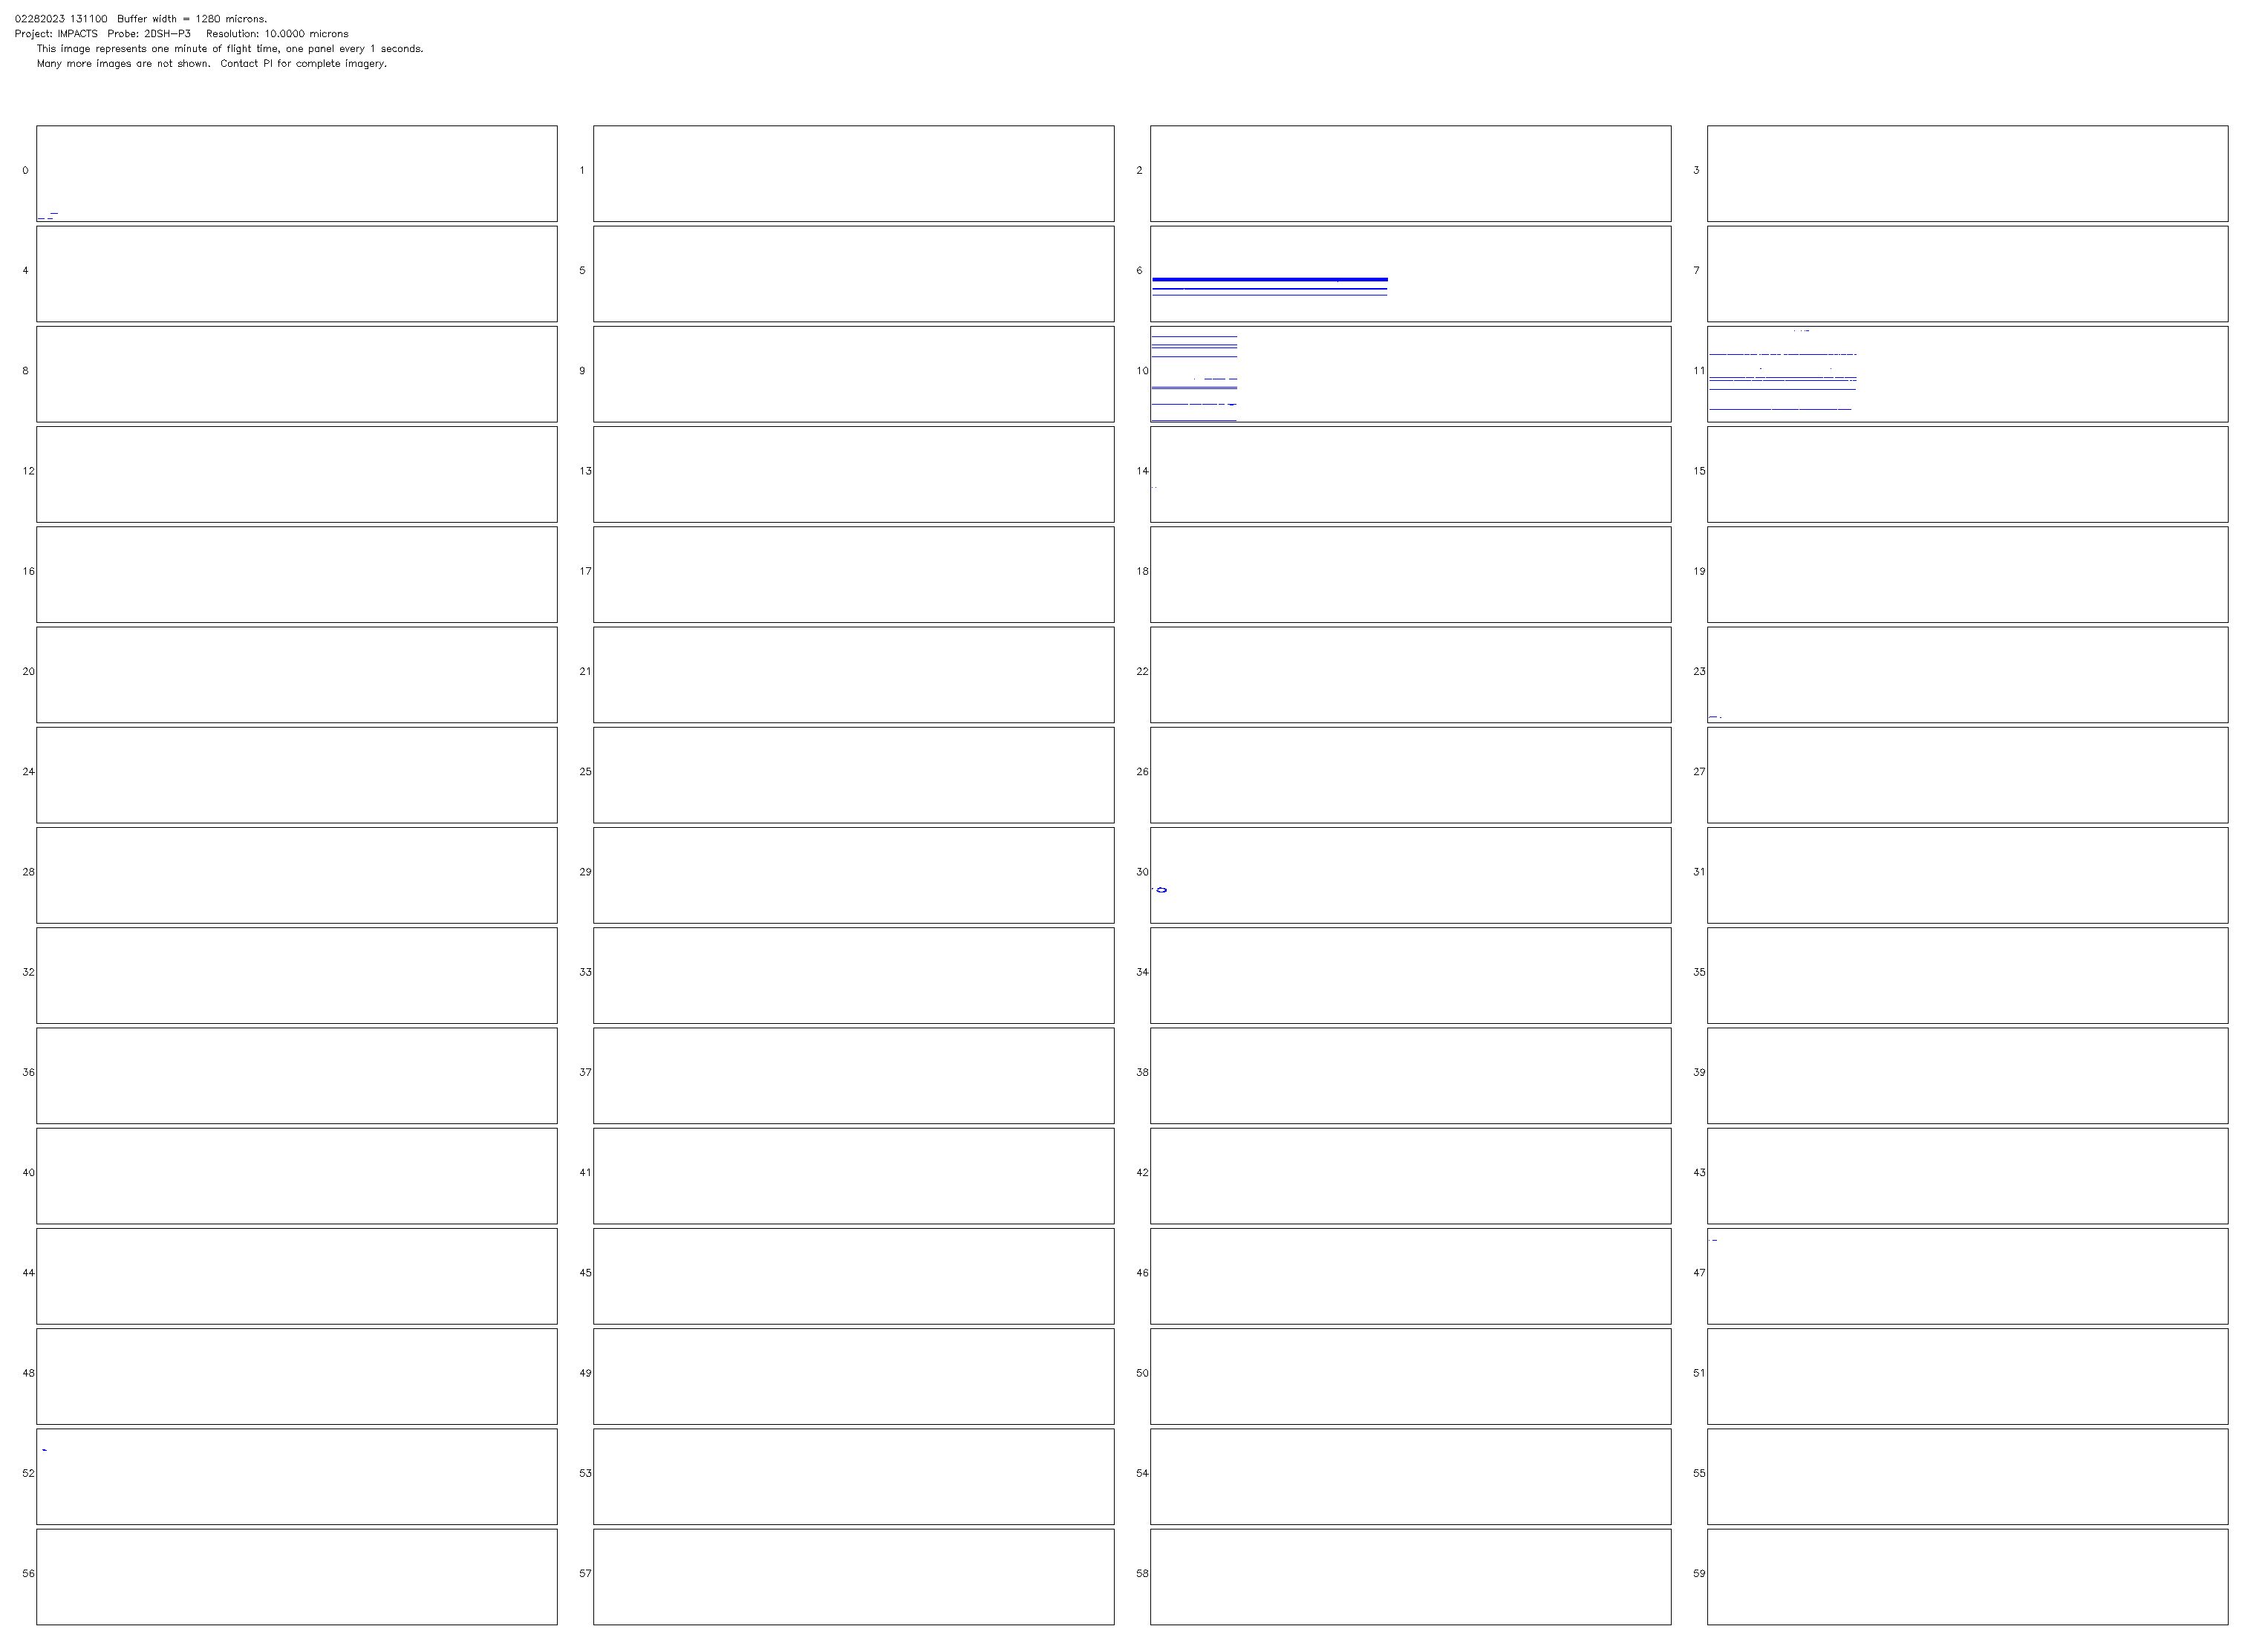 02282023 131100  Buffer width = 1280 microns.
Project: IMPACTS  Probe: 2DSH-P3  Resolution: 10.0000 microns
This image represents one minute of flight time, one panel every 1 seconds.
Many more images are not shown.  Contact PI for complete imagery.
0 1 2 3
4 5 6 7
8 9 10 11
12 13 14 15
16 17 18 19
20 21 22 23
24 25 26 27
28 29 30 31
32 33 34 35
36 37 38 39
40 41 42 43
44 45 46 47
48 49 50 51
52 53 54 55
56 57 58 59